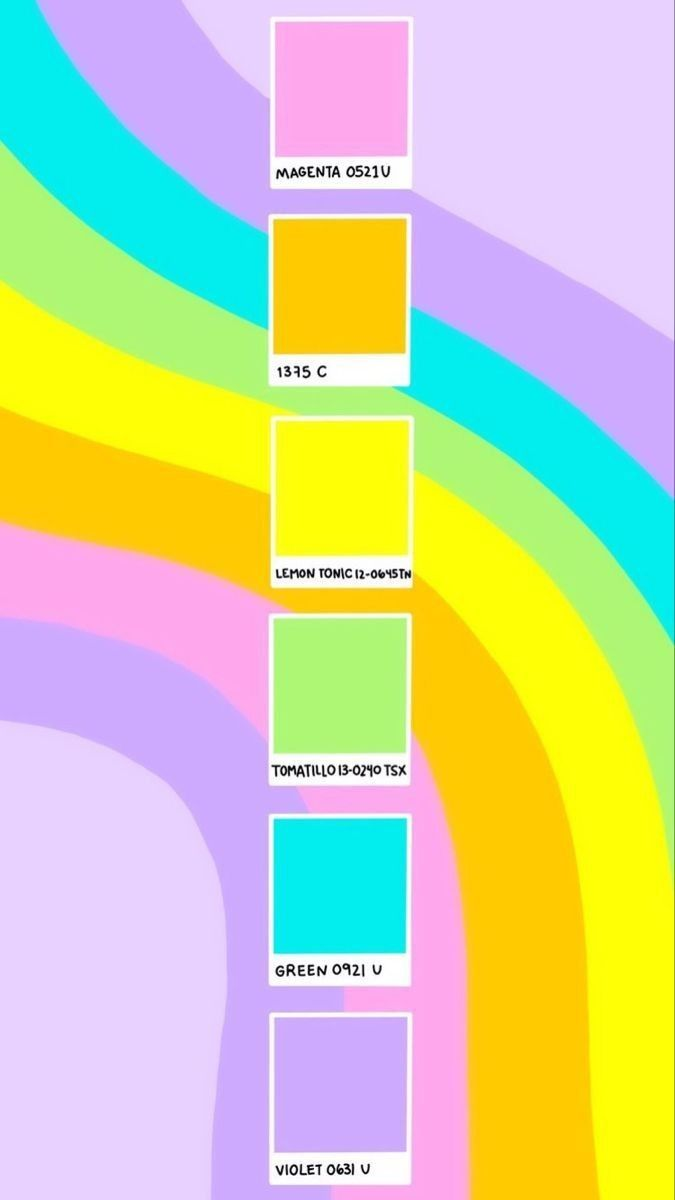 MAGENTA 0521U
1375 C
LEMON TONIC 12-0645TN
TOMATILLO 13-0240 TSX
GREEN 0921 U
VIOLET 0631 U